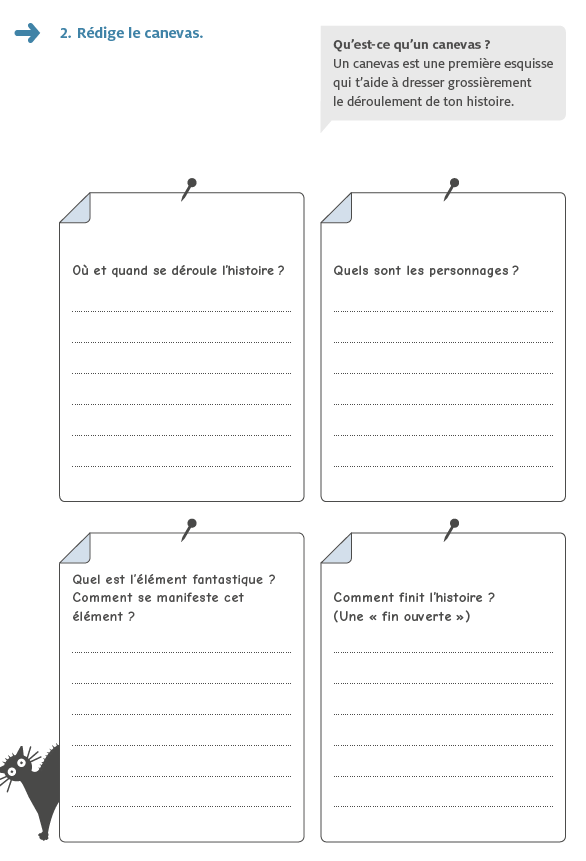 2. Rédige le canevas.
Qu'est-ce qu'un canevas ?
Un canevas est une première esquisse
qui t'aide à dresser grossièrement
le déroulement de ton histoire.
Où et quand se déroule l'histoire ?
Quels sont les personnages ?
Quel est l'élément fantastique ?
Comment se manifeste cet
élément ?
Comment finit l'histoire ?
(Une « fin ouverte »)